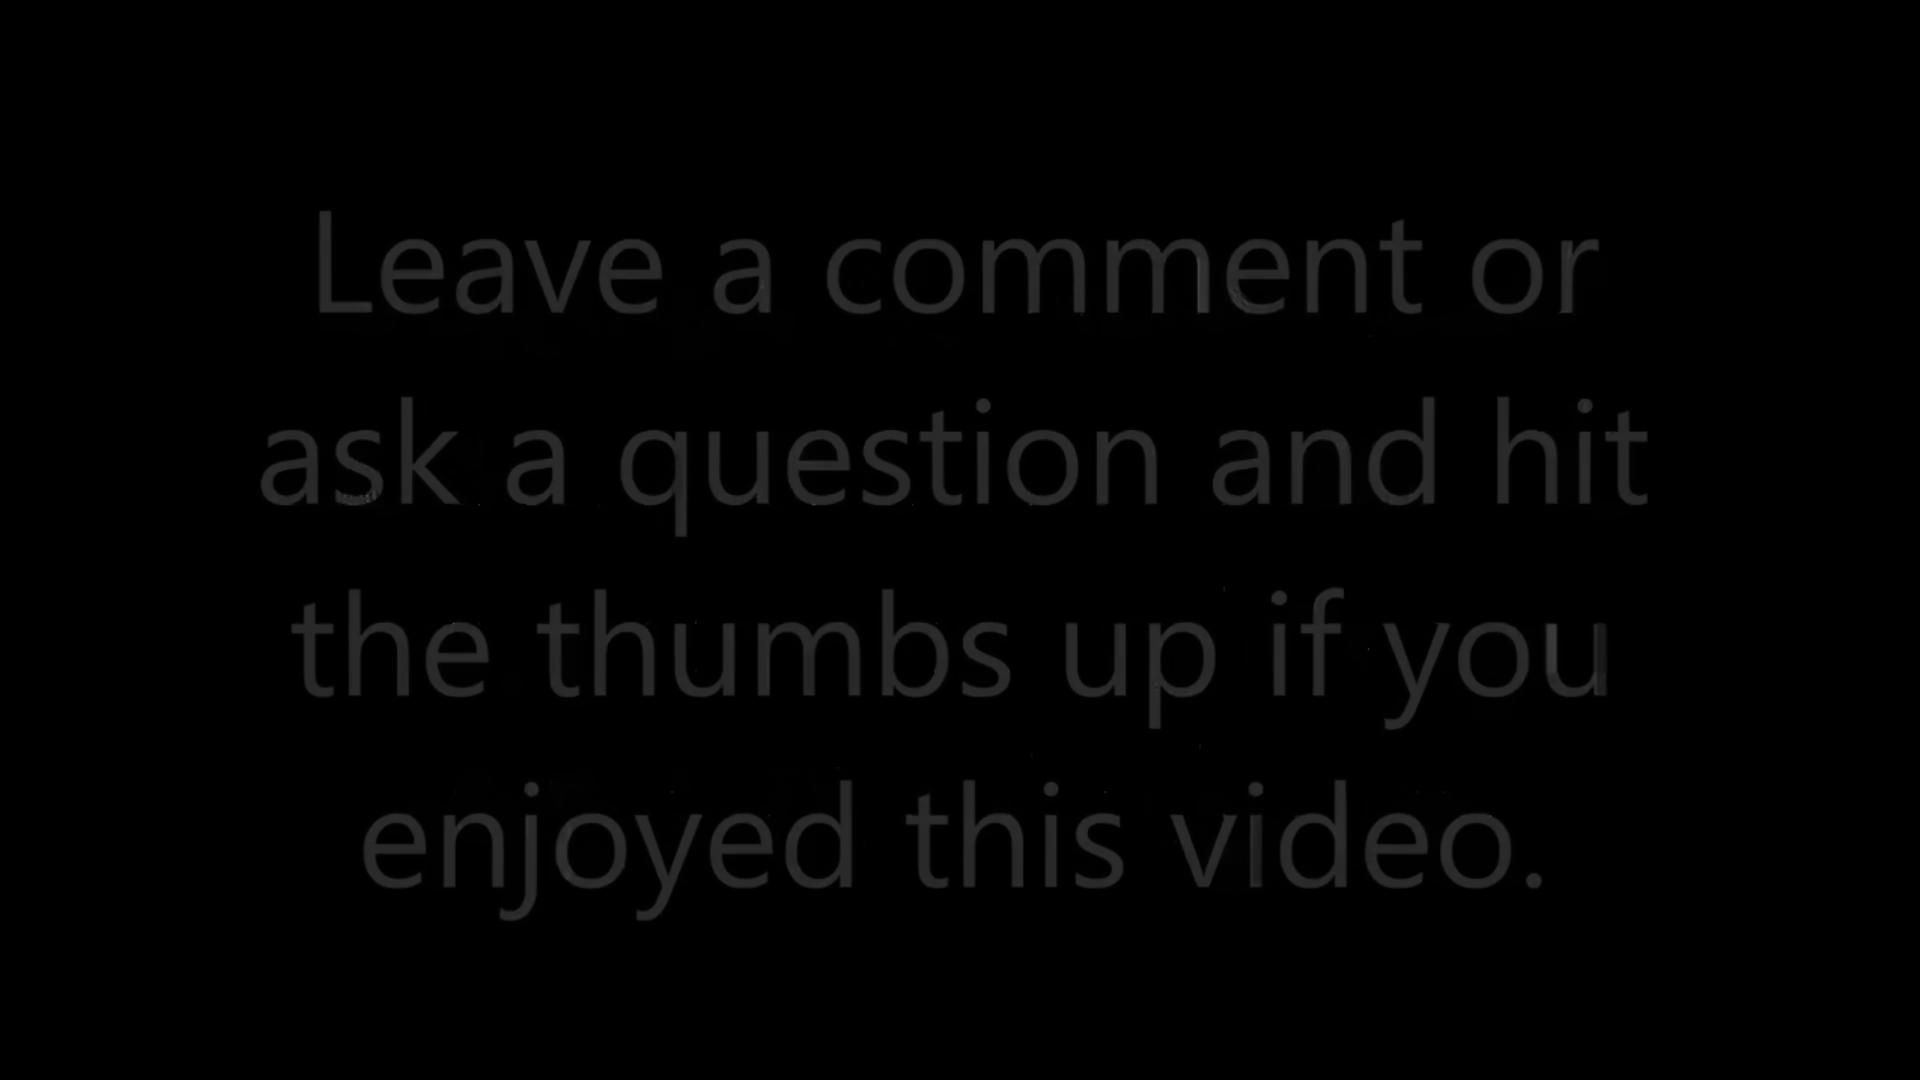 Leave a comment or
ask a question and hit
the thumbs up if you
enjoyed this video.